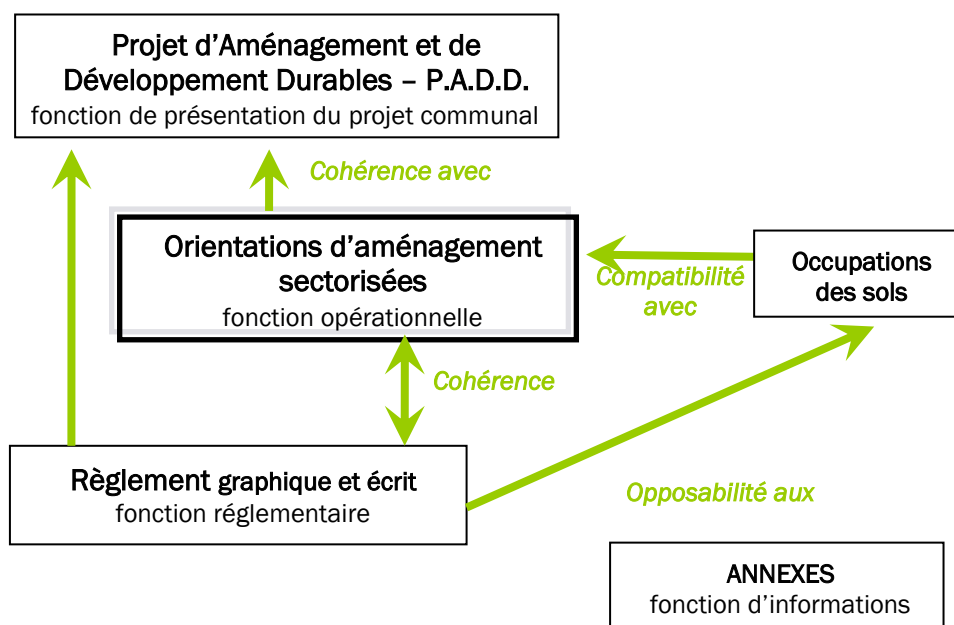 Projet d’Aménagement et de
Développement Durables – P.A.D.D.
fonction de présentation du projet communal
Cohérence avec
Orientations d’aménagement
sectorisées
fonction opérationnelle
Compatibilité
avec
Occupations
des sols
Cohérence
Règlement graphique et écrit
fonction réglementaire
Opposabilité aux
ANNEXES
fonction d’informations